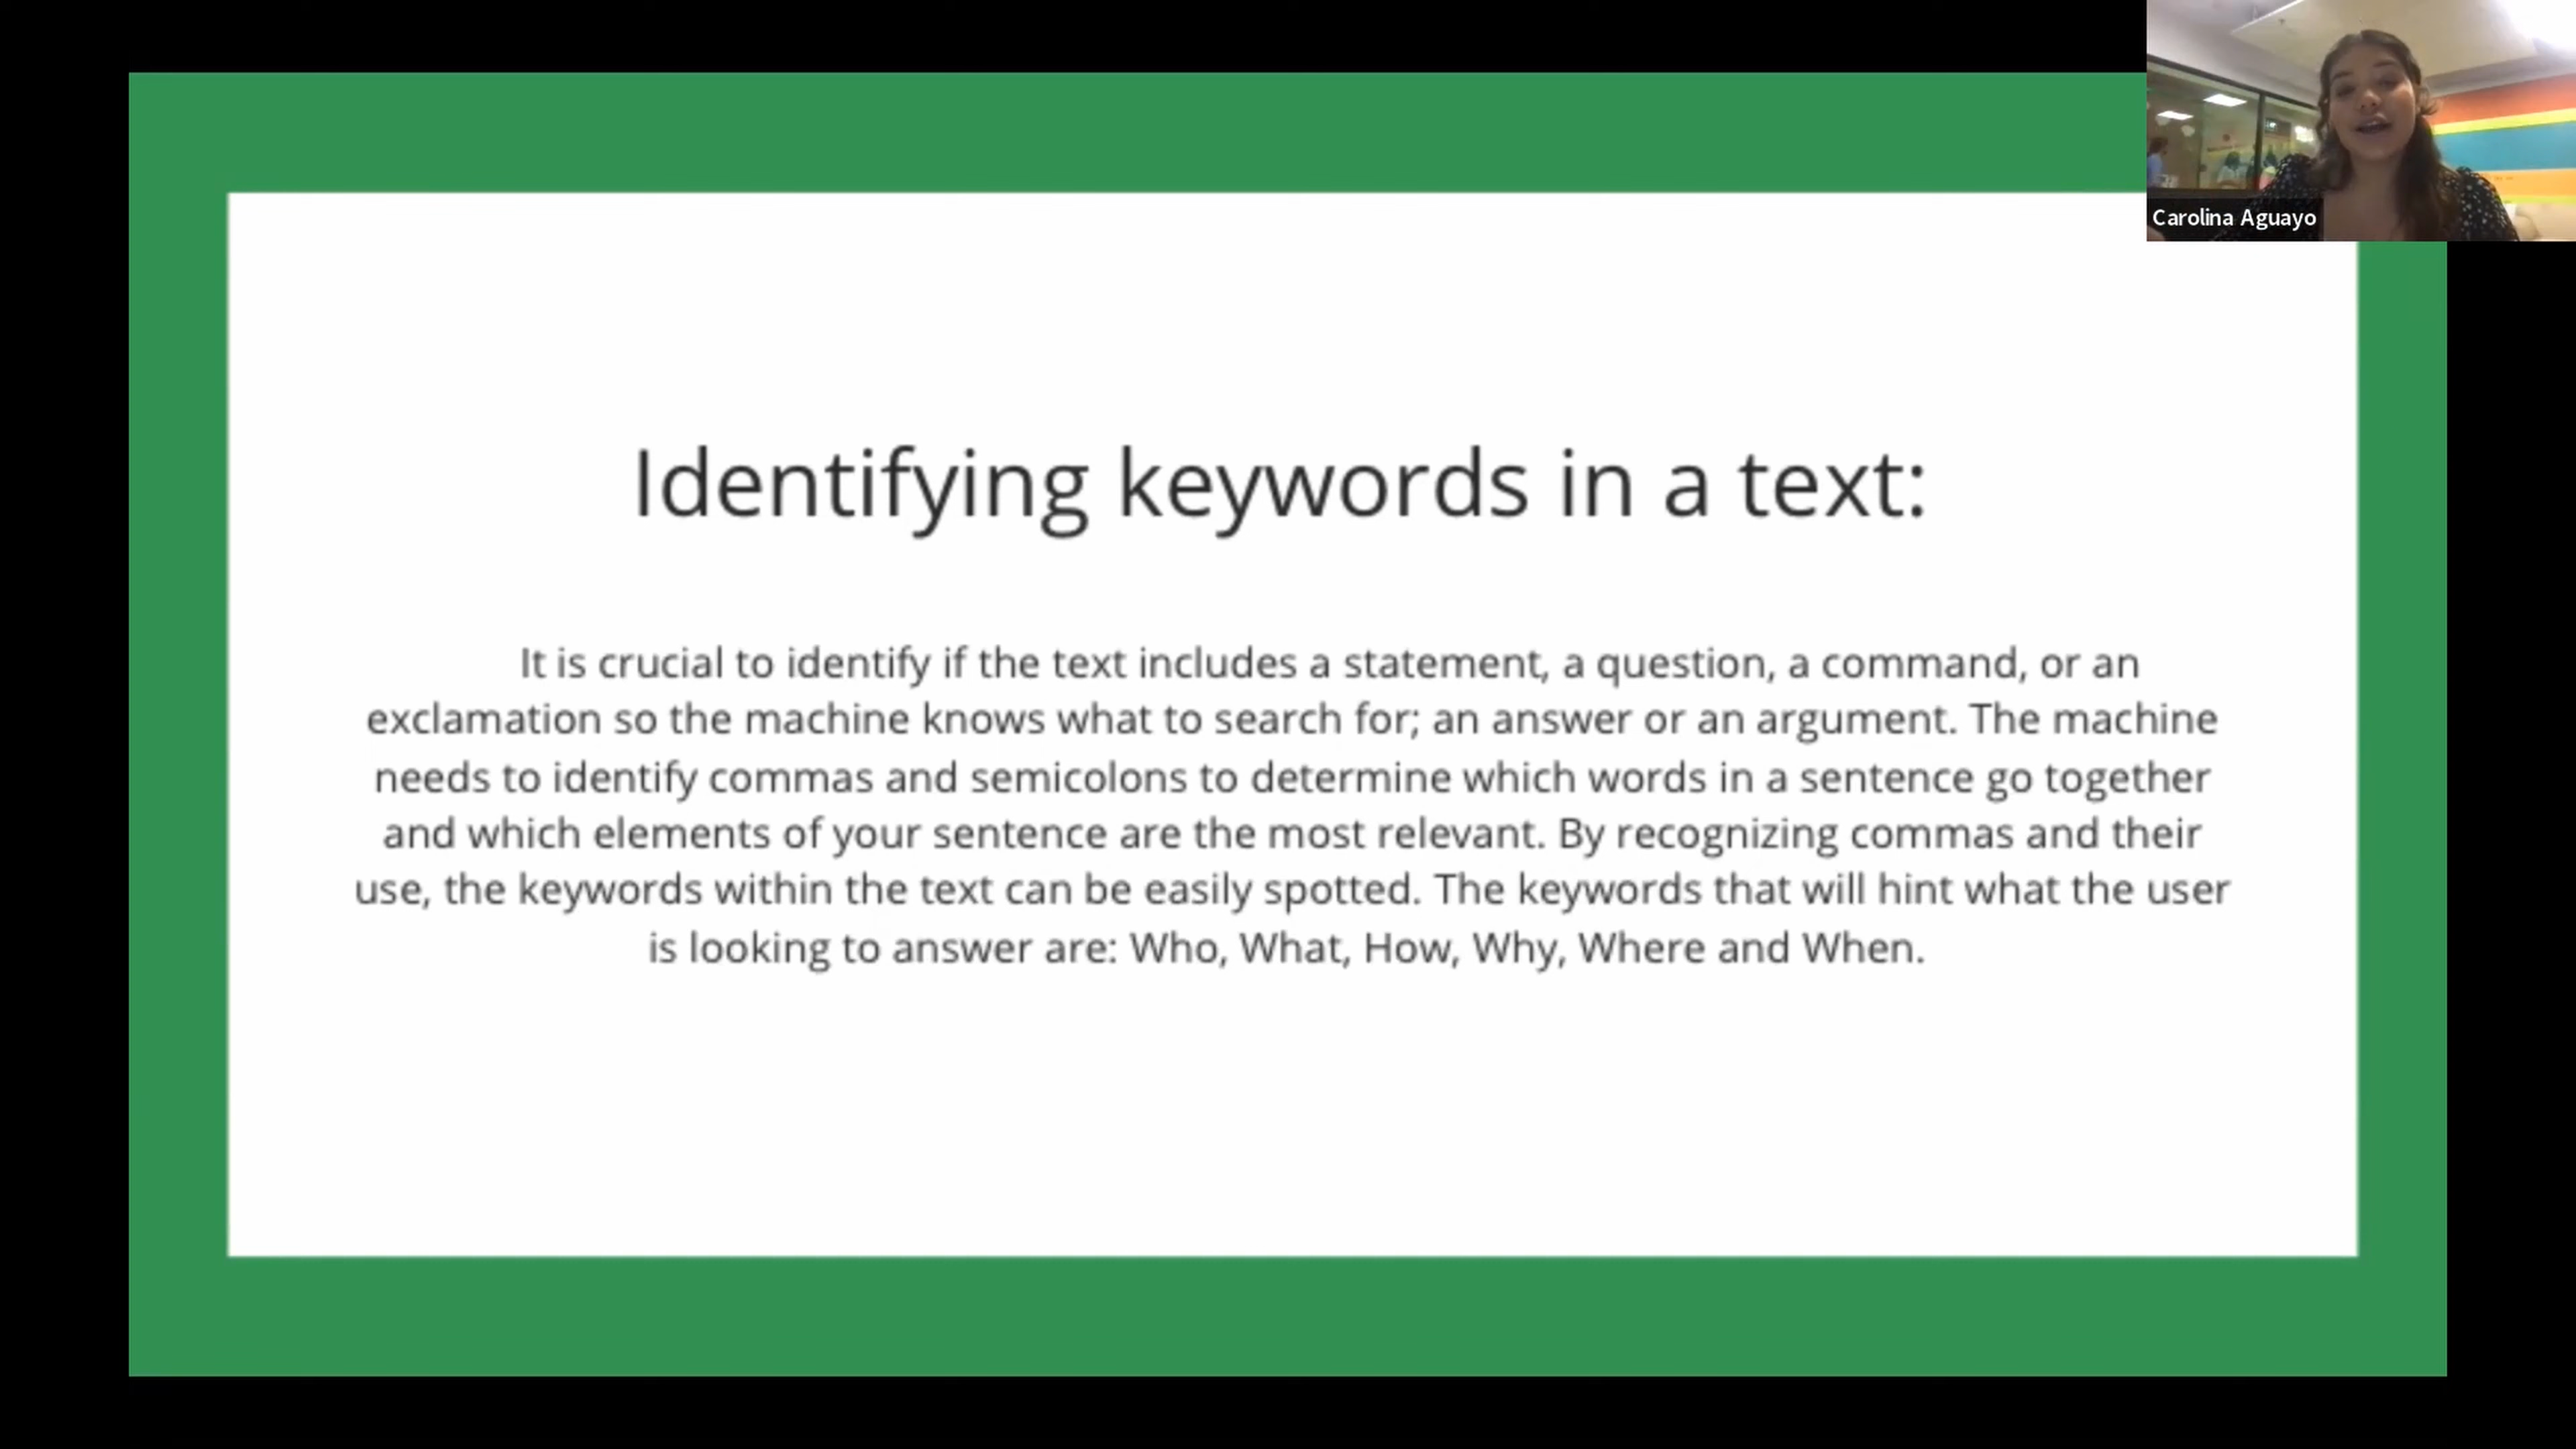 Carolina Aguayo
Identifying keywords in a text:
It is crucial to identify if the text includes a statement, a question, a command, or an
exclamation so the machine knows what to search for; an answer or an argument. The machine
needs to identify commas and semicolons to determine which words in a sentence go together
and which elements of your sentence are the most relevant. By recognizing commas and their
use, the keywords within the text can be easily spotted. The keywords that will hint what the user
is looking to answer are: Who, What, How, Why, Where and When.